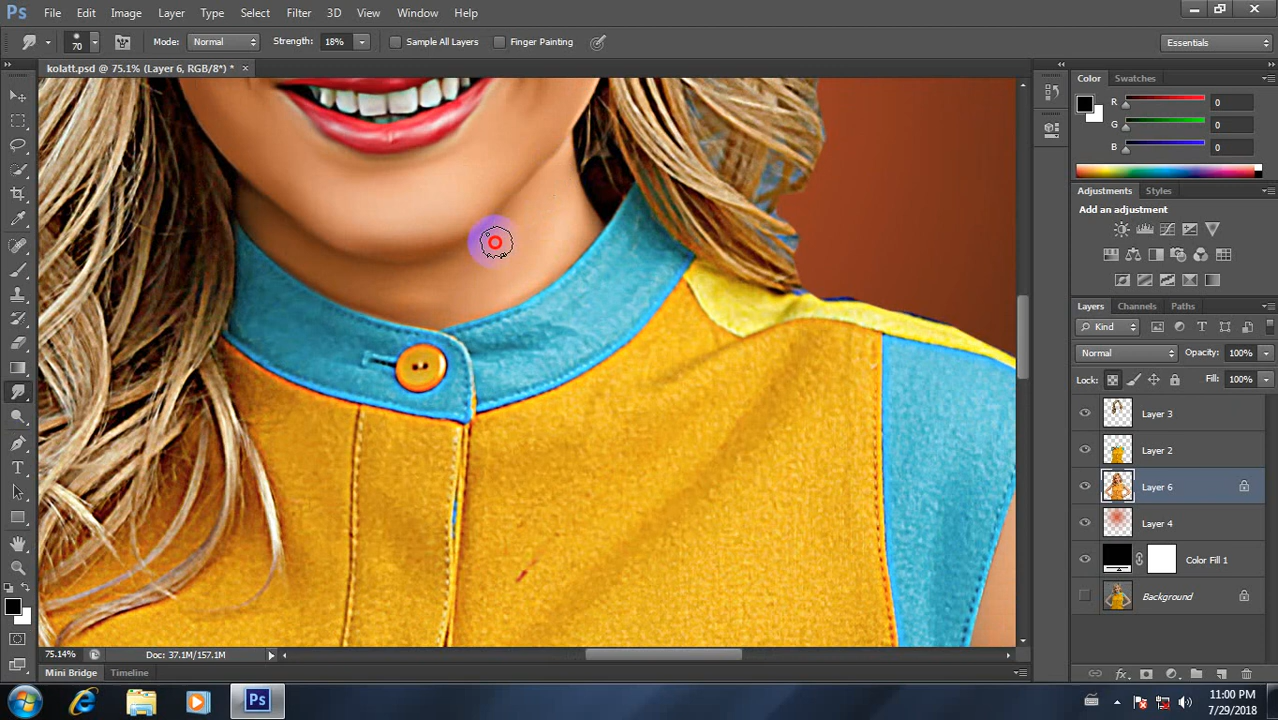 Ps File Edit Image Layer Type Select Filter 3D View Window Help
70 Mode: Normal Strength: 18% Sample All Layers Finger Painting Essentials
kolatt.psd @ 75.1% (Layer 6, RGB/8*) * ×
Color Swatches
R 0
G 0
B 0
Adjustments Styles
Add an adjustment
Layers Channels Paths
Kind
Normal Opacity: 100%
Lock: Fill: 100%
Layer 3
Layer 2
Layer 6
Layer 4
Color Fill 1
Background
75.14% Doc: 37.1M/157.1M
Mini Bridge Timeline
Ps 11:00 PM
7/29/2018